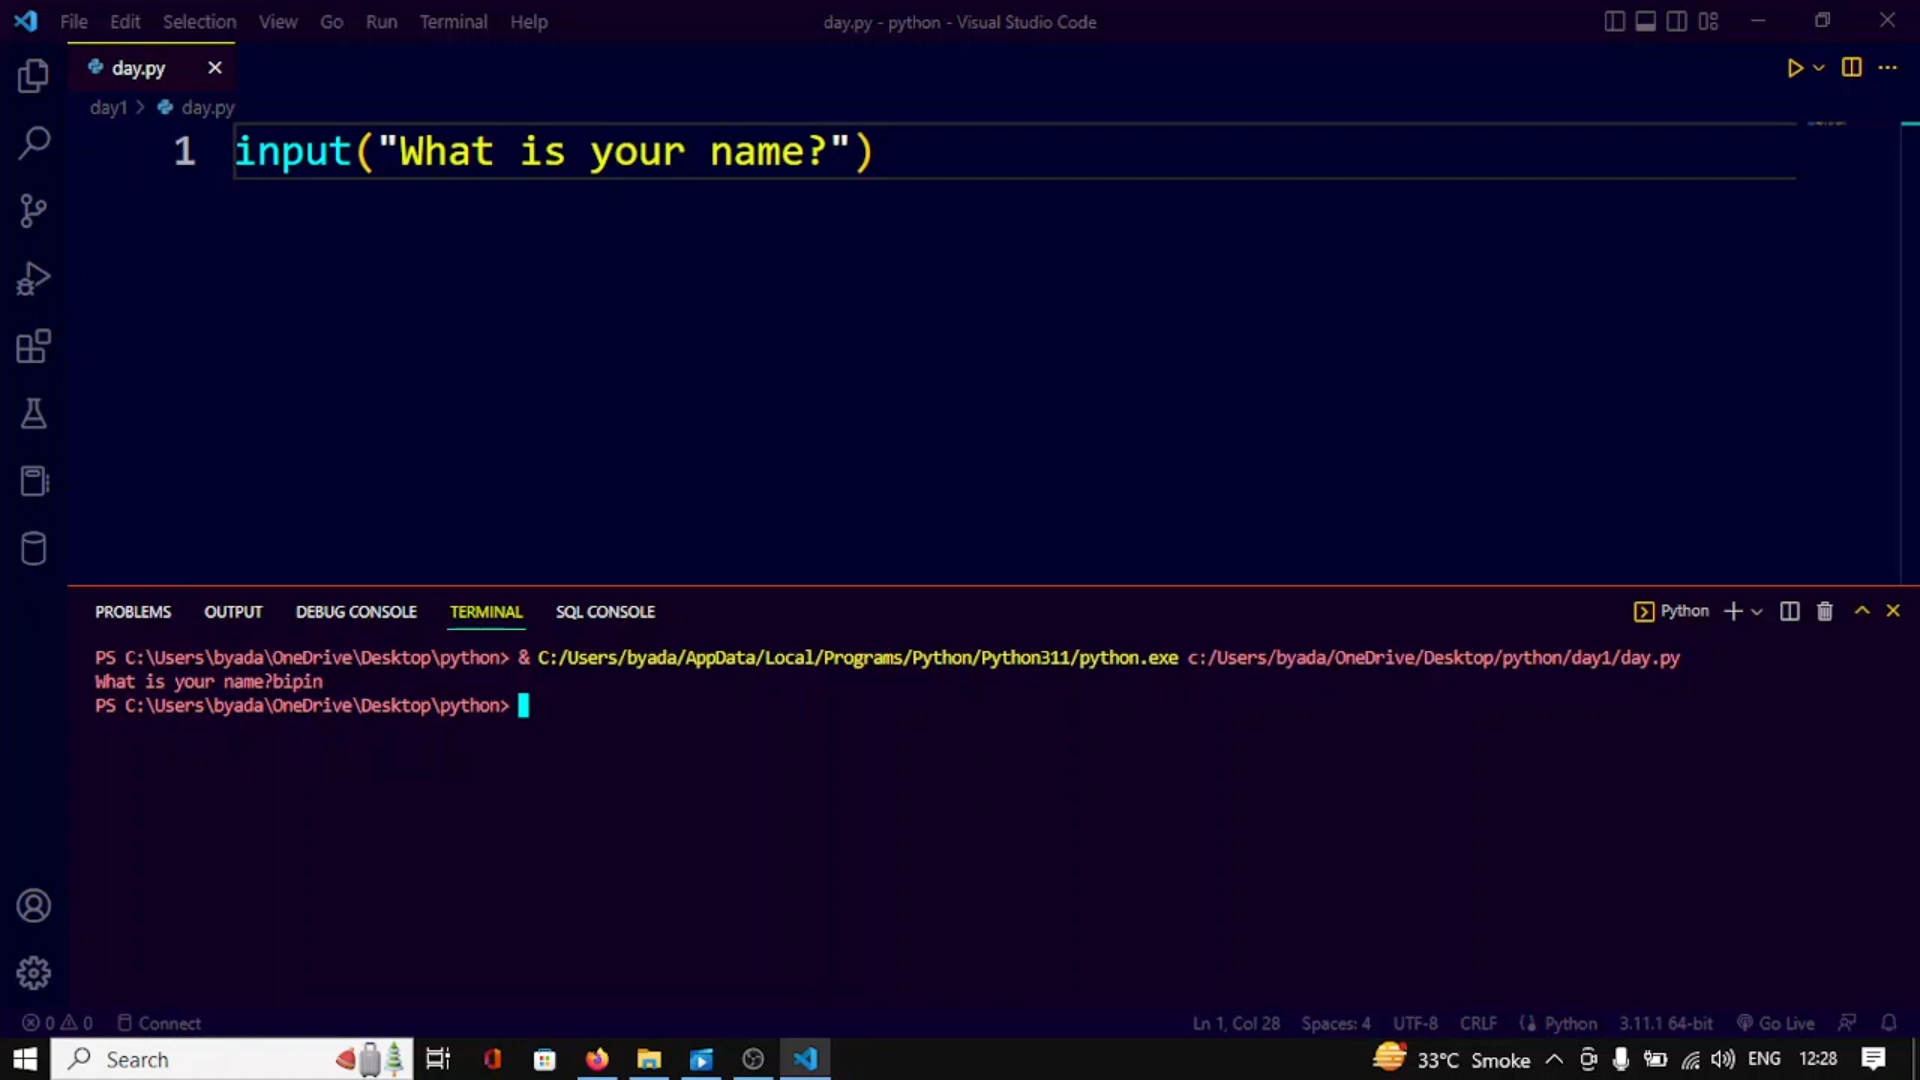 File Edit Selection View Go Run Terminal Help day.py - python - Visual Studio Code
day.py
day1 > day.py
1 input("What is your name?")
PROBLEMS OUTPUT DEBUG CONSOLE TERMINAL SQL CONSOLE Python
PS C:\Users\byada\OneDrive\Desktop\python> & C:/Users/byada/AppData/Local/Programs/Python/Python311/python.exe c:/Users/byada/OneDrive/Desktop/python/day1/day.py
What is your name?bipin
PS C:\Users\byada\OneDrive\Desktop\python>
0 0 Connect Ln 1, Col 28 Spaces: 4 UTF-8 CRLF Python 3.11.1 64-bit Go Live
Search 33°C Smoke ENG 12:28